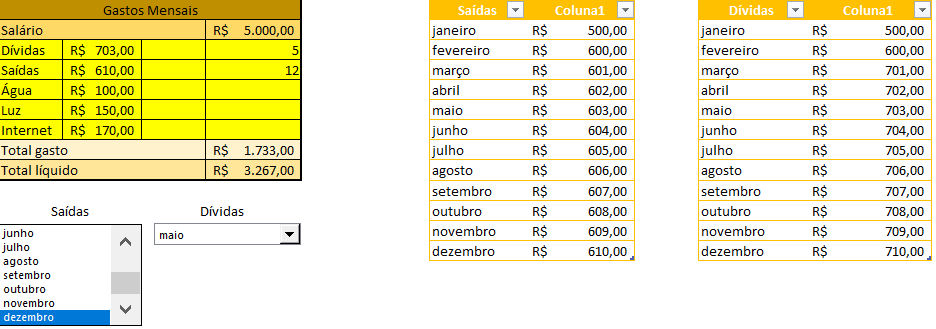 Gastos Mensais
Salário R$ 5.000,00
Dívidas R$ 703,00 5
Saídas R$ 610,00 12
Água R$ 100,00
Luz R$ 150,00
Internet R$ 170,00
Total gasto R$ 1.733,00
Total líquido R$ 3.267,00
Saídas
junho
julho
agosto
setembro
outubro
novembro
dezembro
Dívidas
maio
Saídas Coluna1
janeiro R$ 500,00
fevereiro R$ 600,00
março R$ 601,00
abril R$ 602,00
maio R$ 603,00
junho R$ 604,00
julho R$ 605,00
agosto R$ 606,00
setembro R$ 607,00
outubro R$ 608,00
novembro R$ 609,00
dezembro R$ 610,00
Dívidas Coluna1
janeiro R$ 500,00
fevereiro R$ 600,00
março R$ 701,00
abril R$ 702,00
maio R$ 703,00
junho R$ 704,00
julho R$ 705,00
agosto R$ 706,00
setembro R$ 707,00
outubro R$ 708,00
novembro R$ 709,00
dezembro R$ 710,00